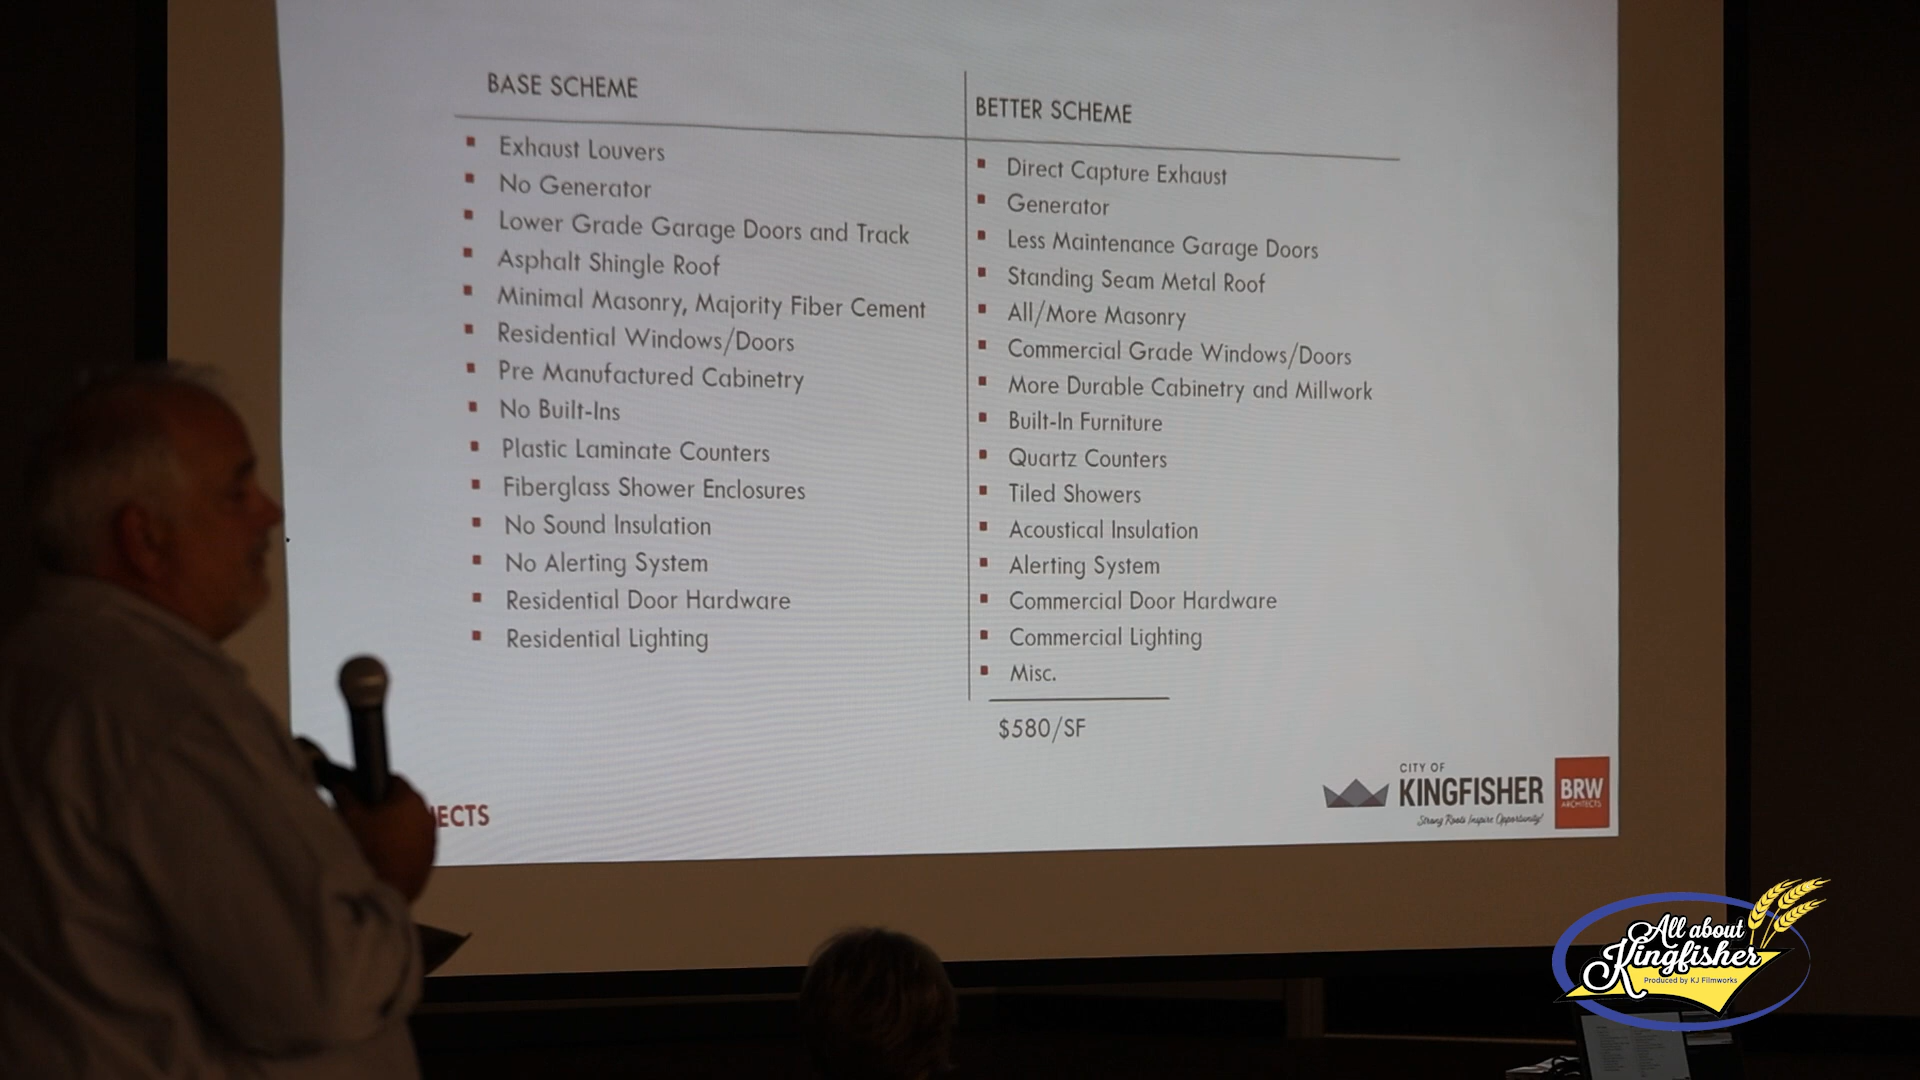 BASE SCHEME
Exhaust Louvers
No Generator
Lower Grade Garage Doors and Track
Asphalt Shingle Roof
Minimal Masonry, Majority Fiber Cement
Residential Windows/Doors
Pre Manufactured Cabinetry
No Built-Ins
Plastic Laminate Counters
Fiberglass Shower Enclosures
No Sound Insulation
No Alerting System
Residential Door Hardware
Residential Lighting
BETTER SCHEME
Direct Capture Exhaust
Generator
Less Maintenance Garage Doors
Standing Seam Metal Roof
All/More Masonry
Commercial Grade Windows/Doors
More Durable Cabinetry and Millwork
Built-In Furniture
Quartz Counters
Tiled Showers
Acoustical Insulation
Alerting System
Commercial Door Hardware
Commercial Lighting
Misc.
$580/SF
ECTS
CITY OF
KINGFISHER
Strong Roots Inspire Opportunity!
BRW
ARCHITECTS
All about
Kingfisher
Produced by KJ Filmworks